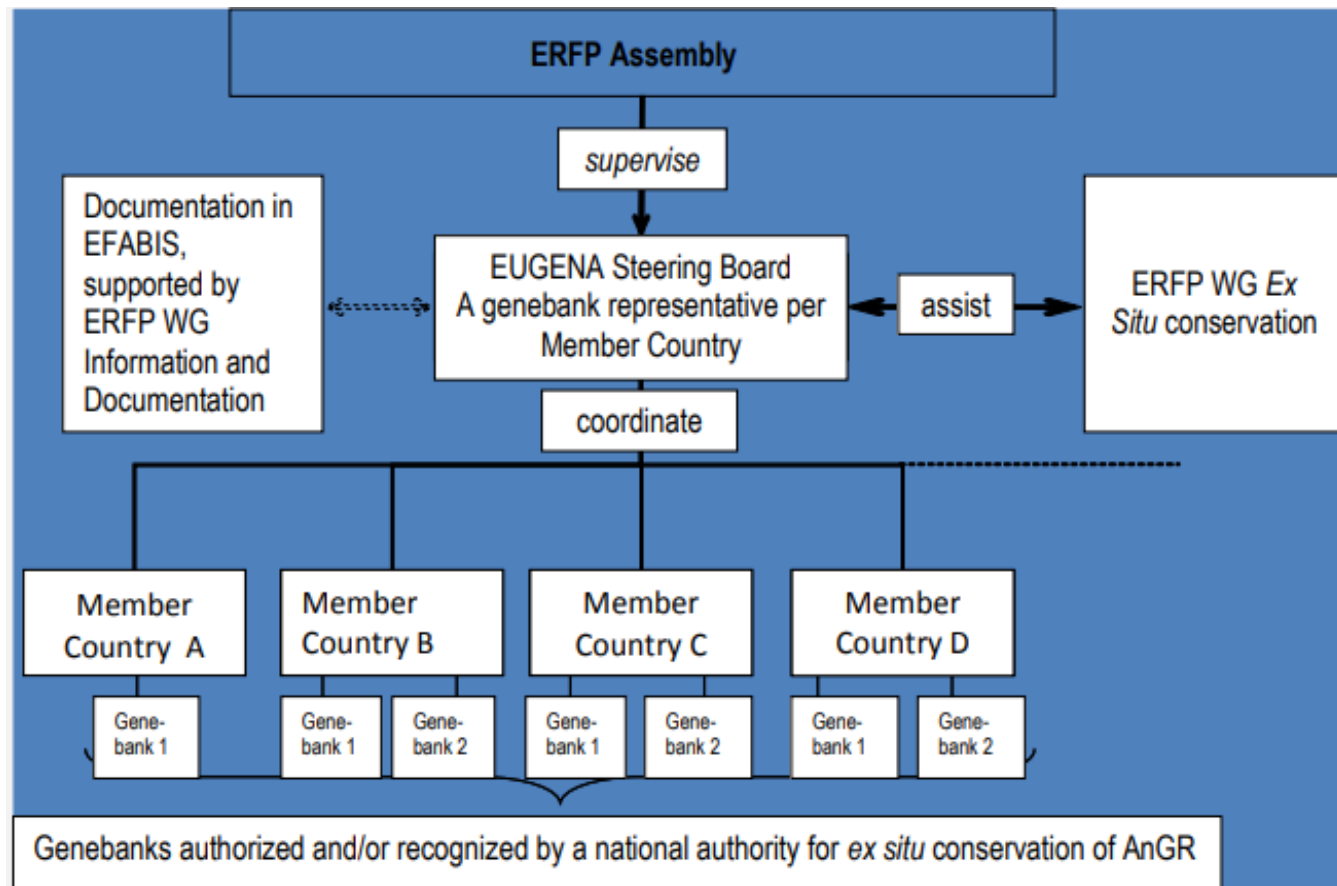 ERFP Assembly
supervise
Documentation in
EFABIS,
supported by
ERFP WG
Information and
Documentation
EUGENA Steering Board
A genebank representative per
Member Country
assist
ERFP WG Ex
Situ conservation
coordinate
Member
Country A
Member
Country B
Member
Country C
Member
Country D
Gene-
bank 1
Gene-
bank 1
Gene-
bank 2
Gene-
bank 1
Gene-
bank 2
Gene-
bank 1
Gene-
bank 2
Genebanks authorized and/or recognized by a national authority for ex situ conservation of AnGR